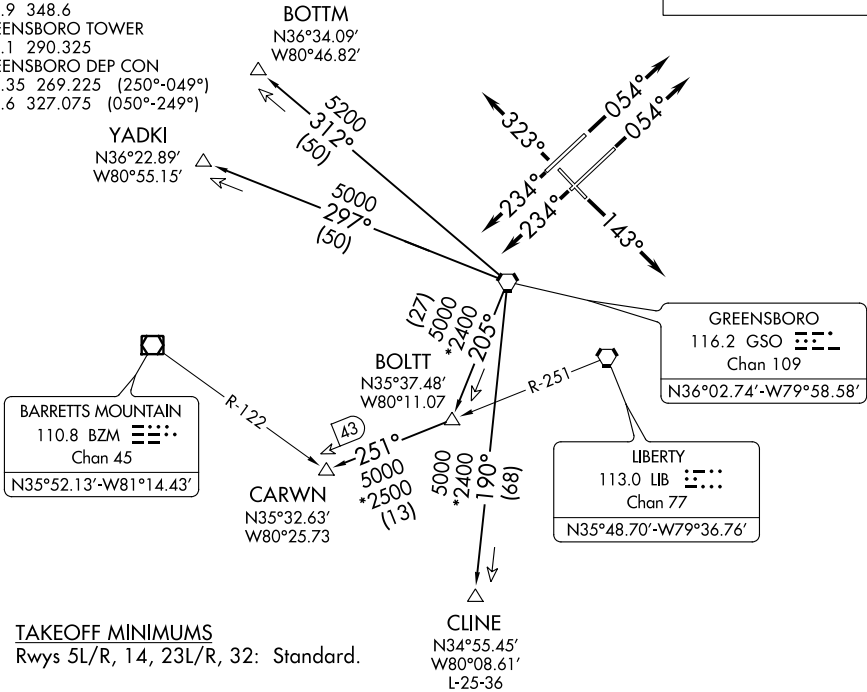 .9 348.6
EENSBORO TOWER
.1 290.325
EENSBORO DEP CON
.35 269.225 (250°-049°)
.6 327.075 (050°-249°)
BOTTM
N36°34.09′
W80°46.82′
YADKI
N36°22.89′
W80°55.15′
5200
312°
(50)
5000
297°
(50)
323°
054°
054°
234°
234°
143°
(27)
5000
*2400
205°
GREENSBORO
116.2 GSO
Chan 109
N36°02.74′-W79°58.58′
BOLTT
N35°37.48′
W80°11.07
R-251
BARRETTS MOUNTAIN
110.8 BZM
Chan 45
N35°52.13′-W81°14.43′
R-122
43
251°
5000
*2500
(13)
CARWN
N35°32.63′
W80°25.73
5000
*2400
190°
(68)
LIBERTY
113.0 LIB
Chan 77
N35°48.70′-W79°36.76′
CLINE
N34°55.45′
W80°08.61′
L-25-36
TAKEOFF MINIMUMS
Rwys 5L/R, 14, 23L/R, 32: Standard.